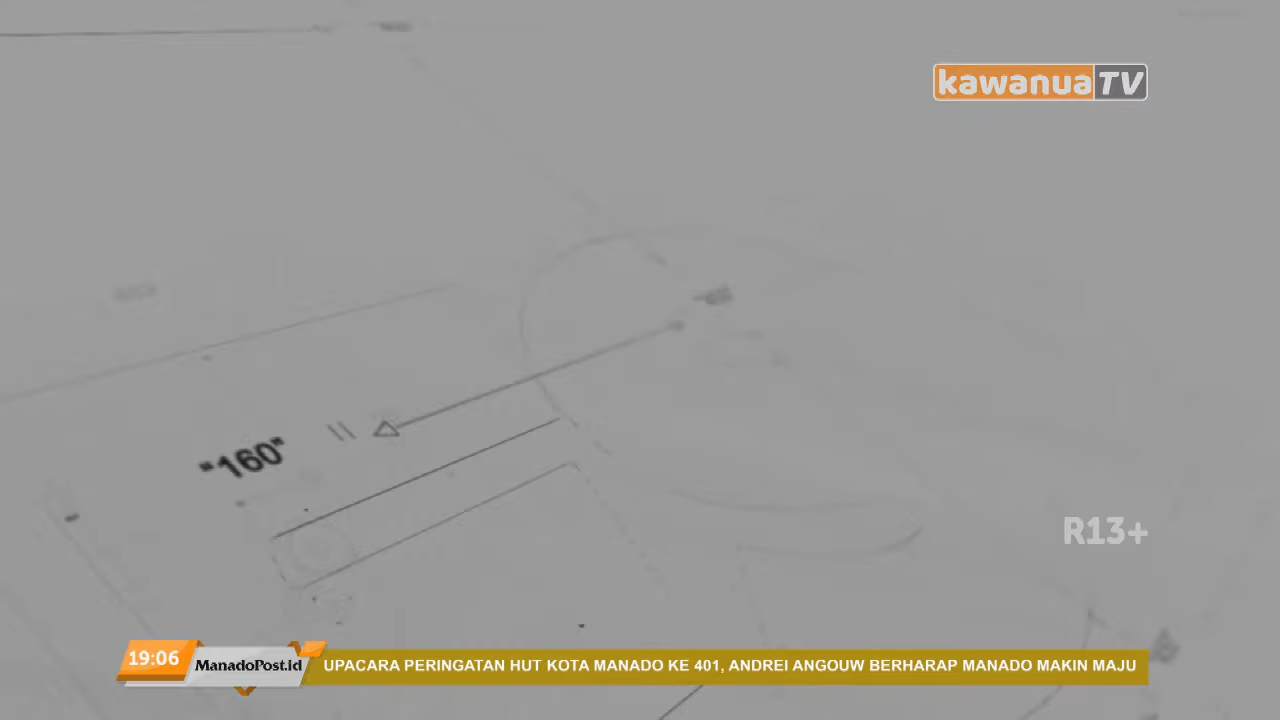 kawanuaTV
"160"
R13+
19:06
ManadoPost.id
UPACARA PERINGATAN HUT KOTA MANADO KE 401, ANDREI ANGOUW BERHARAP MANADO MAKIN MAJU